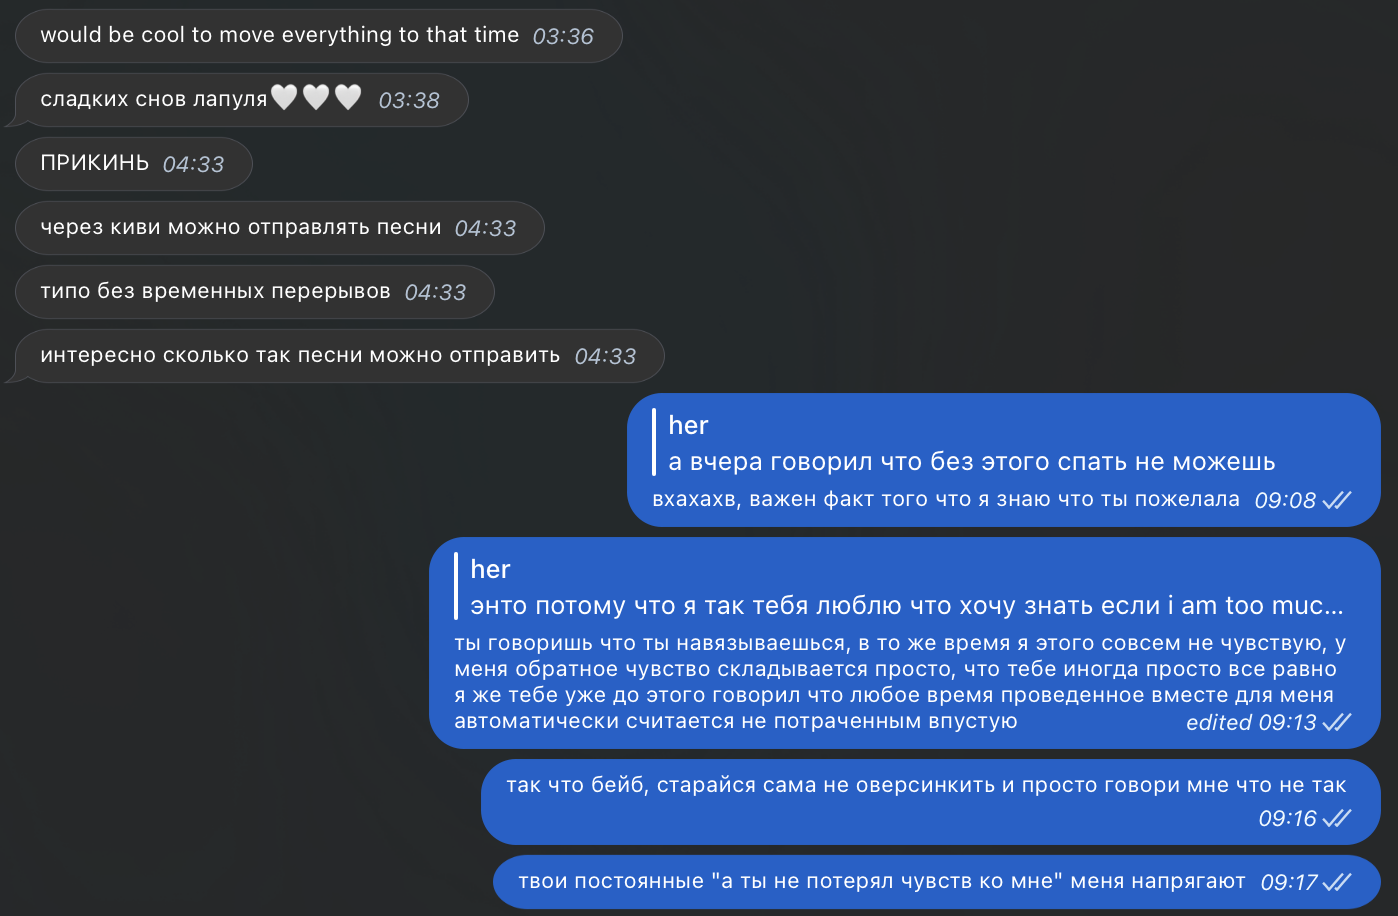 would be cool to move everything to that time 03:36
сладких снов лапуля🤍🤍🤍 03:38
ПРИКИНЬ 04:33
через киви можно отправлять песни 04:33
типо без временных перерывов 04:33
интересно сколько так песни можно отправить 04:33
her
а вчера говорил что без этого спать не можешь
вхахахв, важен факт того что я знаю что ты пожелала 09:08
her
энто потому что я так тебя люблю что хочу знать если i am too muc...
ты говоришь что ты навязываешься, в то же время я этого совсем не чувствую, у
меня обратное чувство складывается просто, что тебе иногда просто все равно
я же тебе уже до этого говорил что любое время проведенное вместе для меня
автоматически считается не потраченным впустую edited 09:13
так что бейб, старайся сама не оверсинкить и просто говори мне что не так
09:16
твои постоянные "а ты не потерял чувств ко мне" меня напрягают 09:17